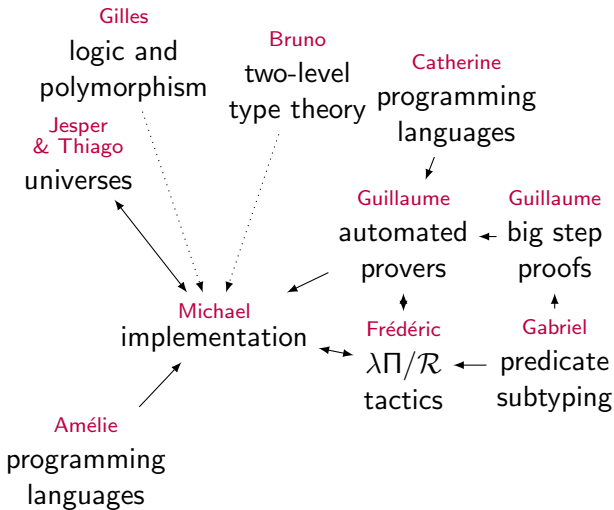 Gilles
logic and
polymorphism
Bruno
two-level
type theory
Catherine
programming
languages
Jesper
& Thiago
universes
Guillaume
automated
provers
Guillaume
big step
proofs
Michael
implementation
Frédéric
λΠ/ℛ
tactics
Gabriel
predicate
subtyping
Amélie
programming
languages